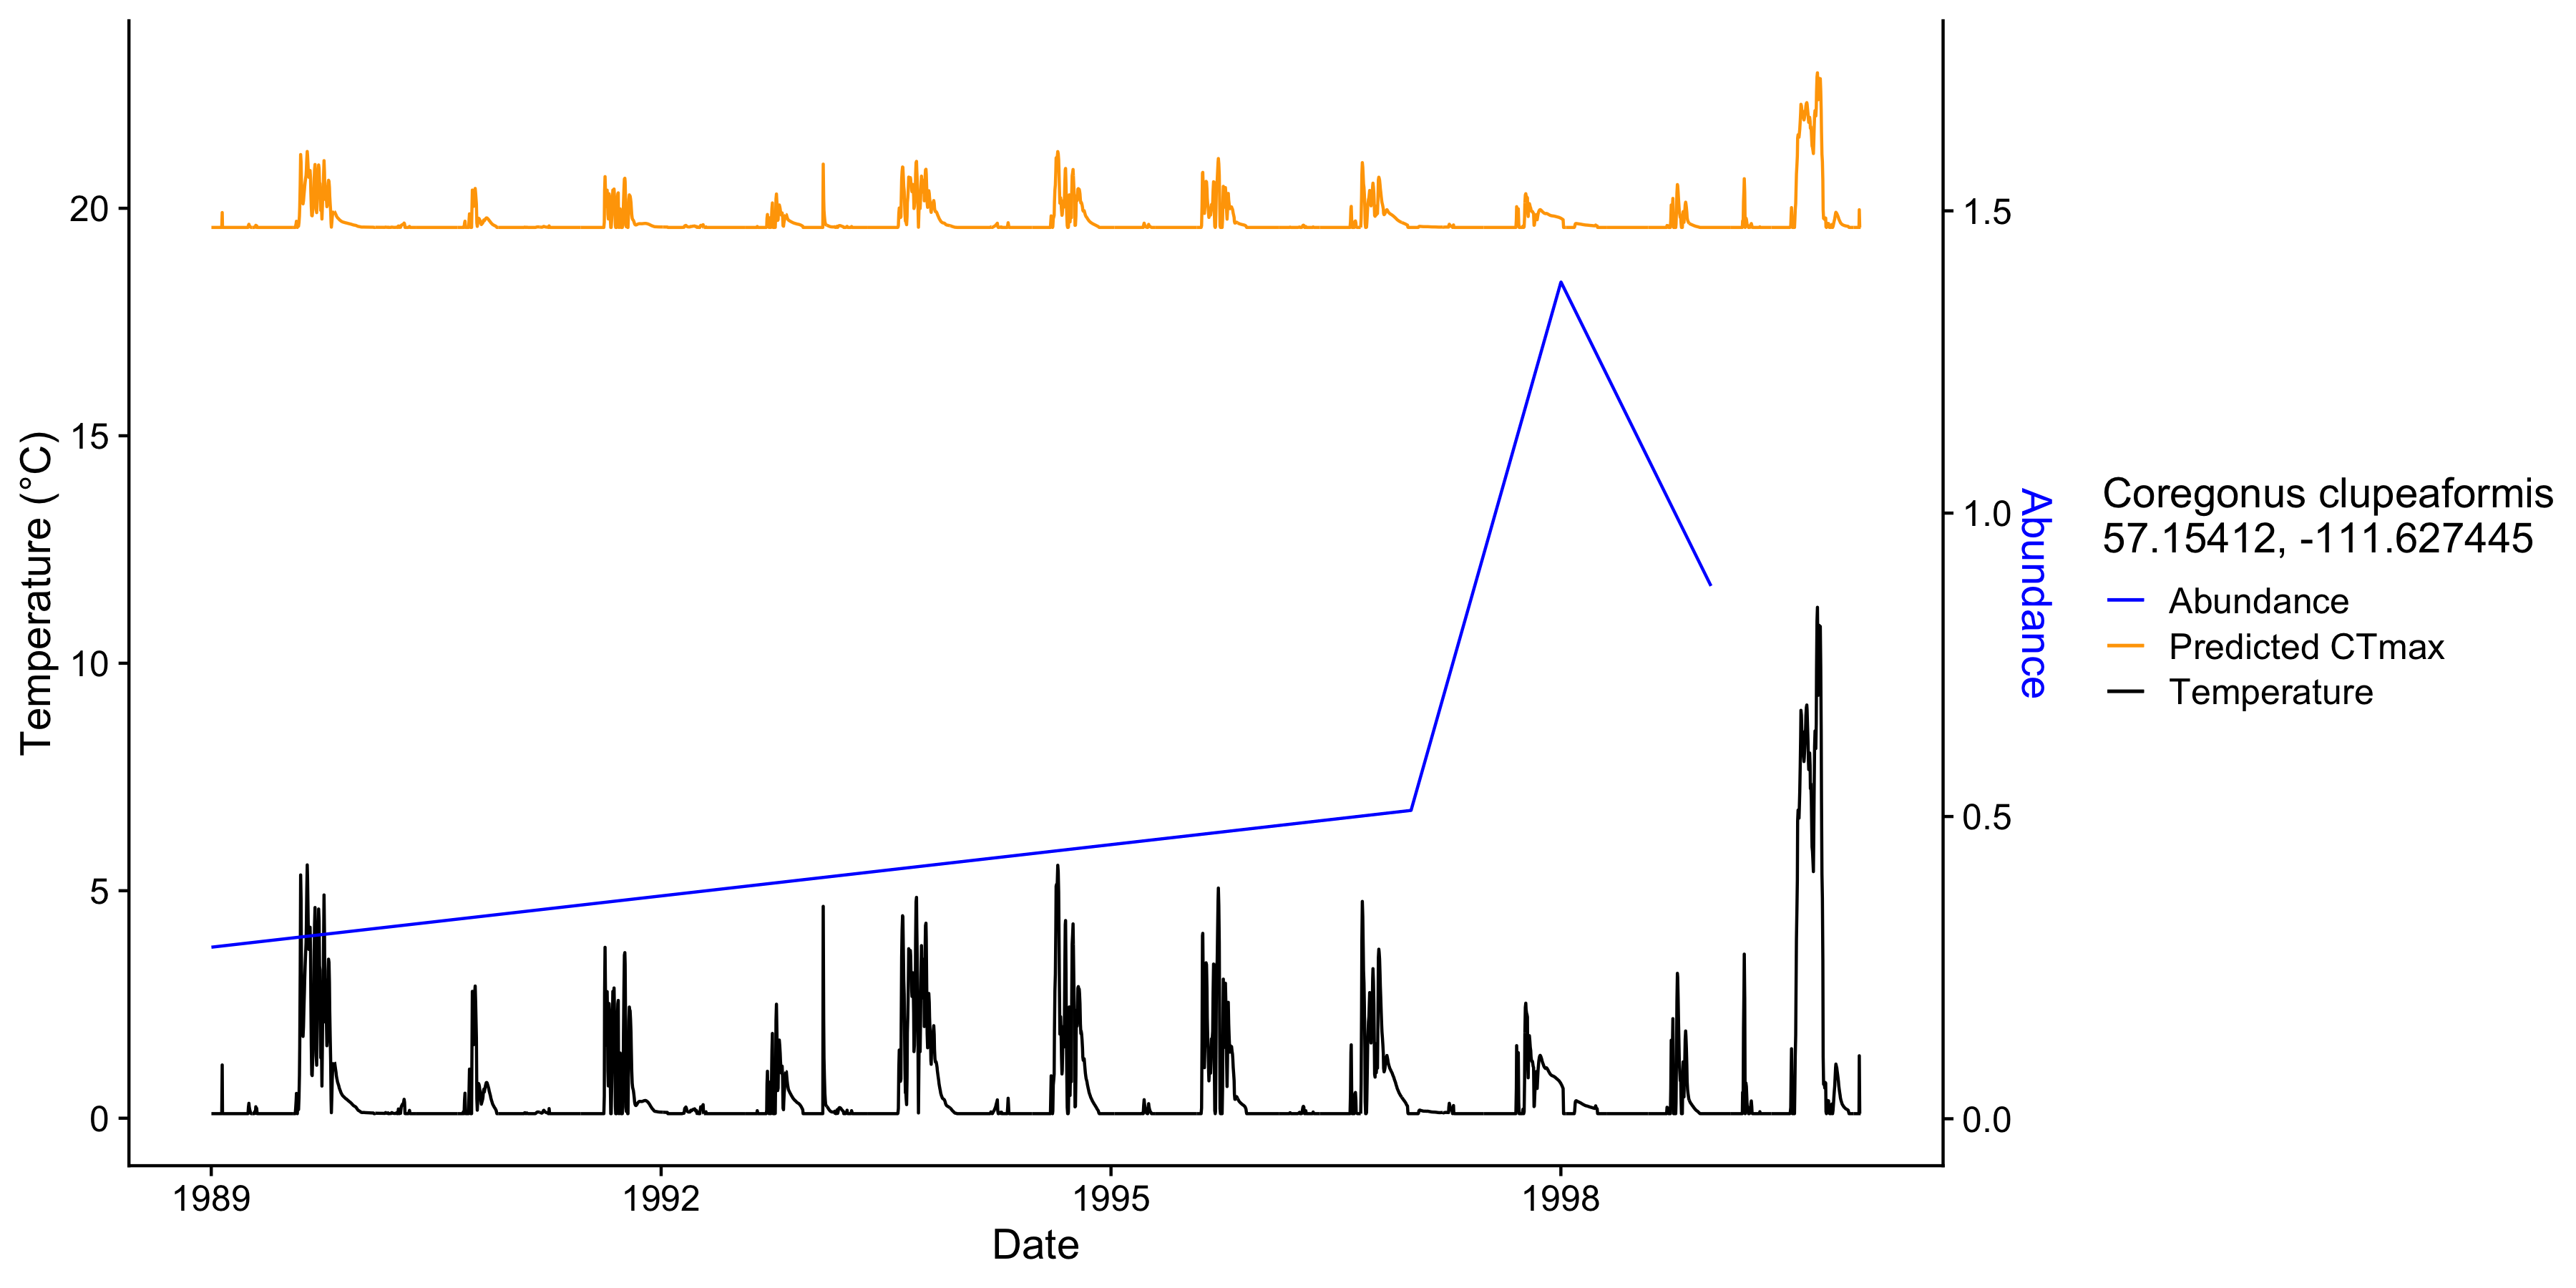 20
15
10
5
0
Temperature (°C)
1989
1992
1995
1998
Date
1.5
1.0
0.5
0.0
Abundance
Coregonus clupeaformis
57.15412, -111.627445
Abundance
Predicted CTmax
Temperature